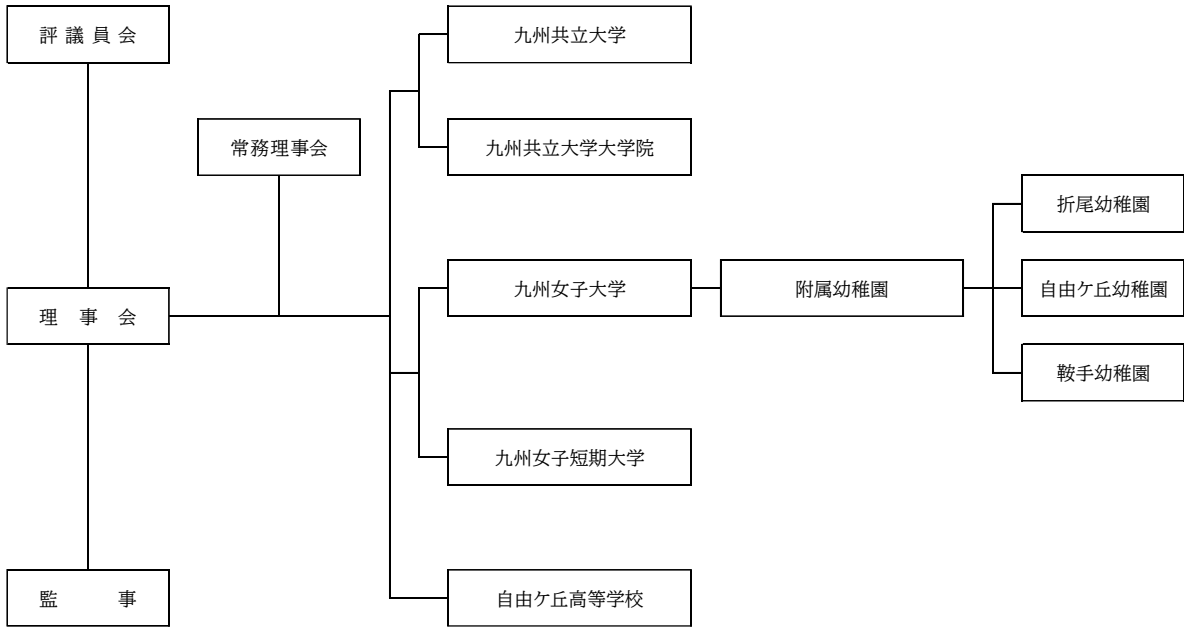 評議員会
九州共立大学
常務理事会
九州共立大学大学院
折尾幼稚園
理事会
九州女子大学
附属幼稚園
自由ケ丘幼稚園
鞍手幼稚園
九州女子短期大学
監事
自由ケ丘高等学校